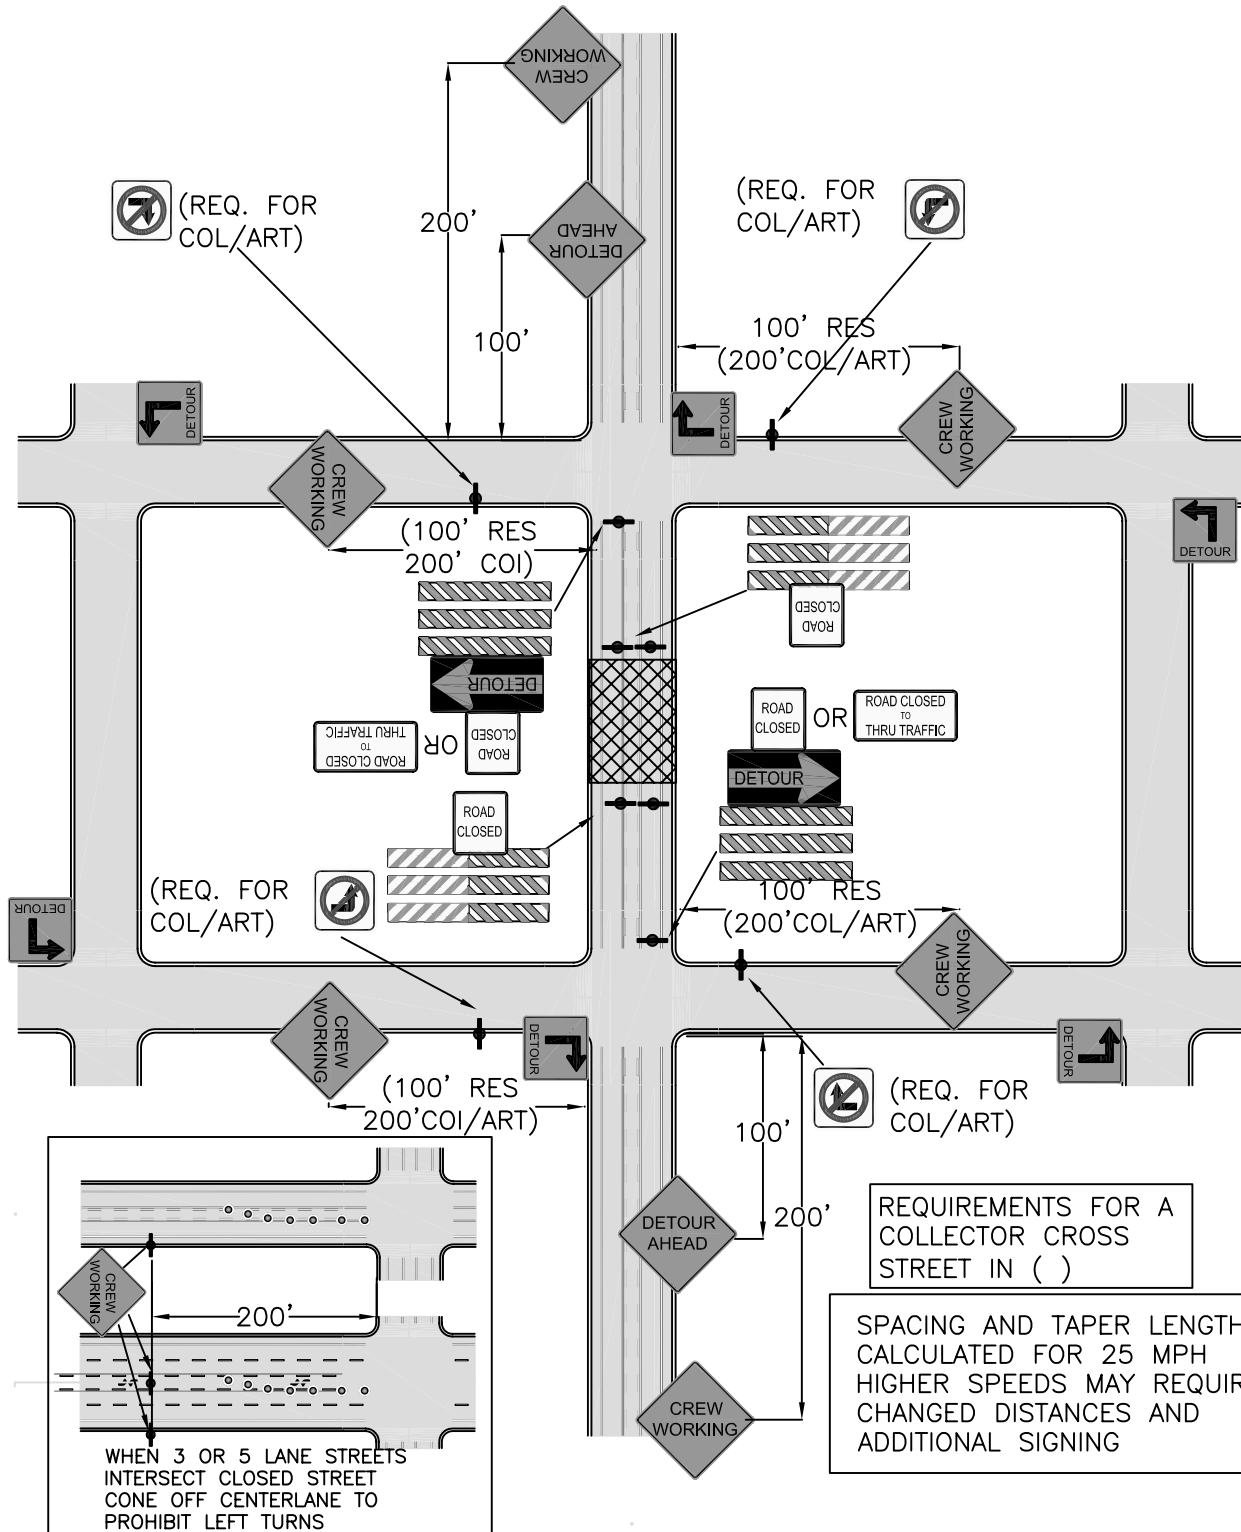 CREW
WORKING
(REQ. FOR
COL/ART)
200'
DETOUR
AHEAD
100'
(REQ. FOR
COL/ART)
100' RES
(200'COL/ART)
DETOUR
DETOUR
CREW
WORKING
CREW
WORKING
DETOUR
(100' RES
200' COI)
ROAD
CLOSED
DETOUR
ROAD
CLOSED
OR
ROAD CLOSED
TO
THRU TRAFFIC
ROAD
CLOSED
OR
ROAD CLOSED
TO
THRU TRAFFIC
DETOUR
ROAD
CLOSED
(REQ. FOR
COL/ART)
100' RES
(200'COL/ART)
DETOUR
CREW
WORKING
CREW
WORKING
DETOUR
DETOUR
(100' RES
200'COI/ART)
(REQ. FOR
COL/ART)
100'
200'
DETOUR
AHEAD
CREW
WORKING
REQUIREMENTS FOR A
COLLECTOR CROSS
STREET IN ( )
SPACING AND TAPER LENGTH
CALCULATED FOR 25 MPH
HIGHER SPEEDS MAY REQUIR
CHANGED DISTANCES AND
ADDITIONAL SIGNING
CREW
WORKING
200'
WHEN 3 OR 5 LANE STREETS
INTERSECT CLOSED STREET
CONE OFF CENTERLANE TO
PROHIBIT LEFT TURNS